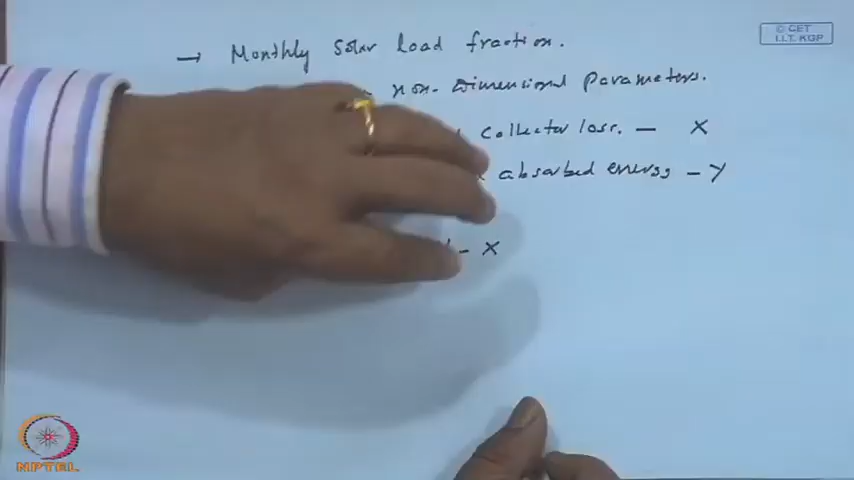 © CET
I.I.T. KGP
→ Monthly Solar load fraction.
non-Dimensional parameters.
collector loss. — X
absorbed energy – Y
– X
NPTEL